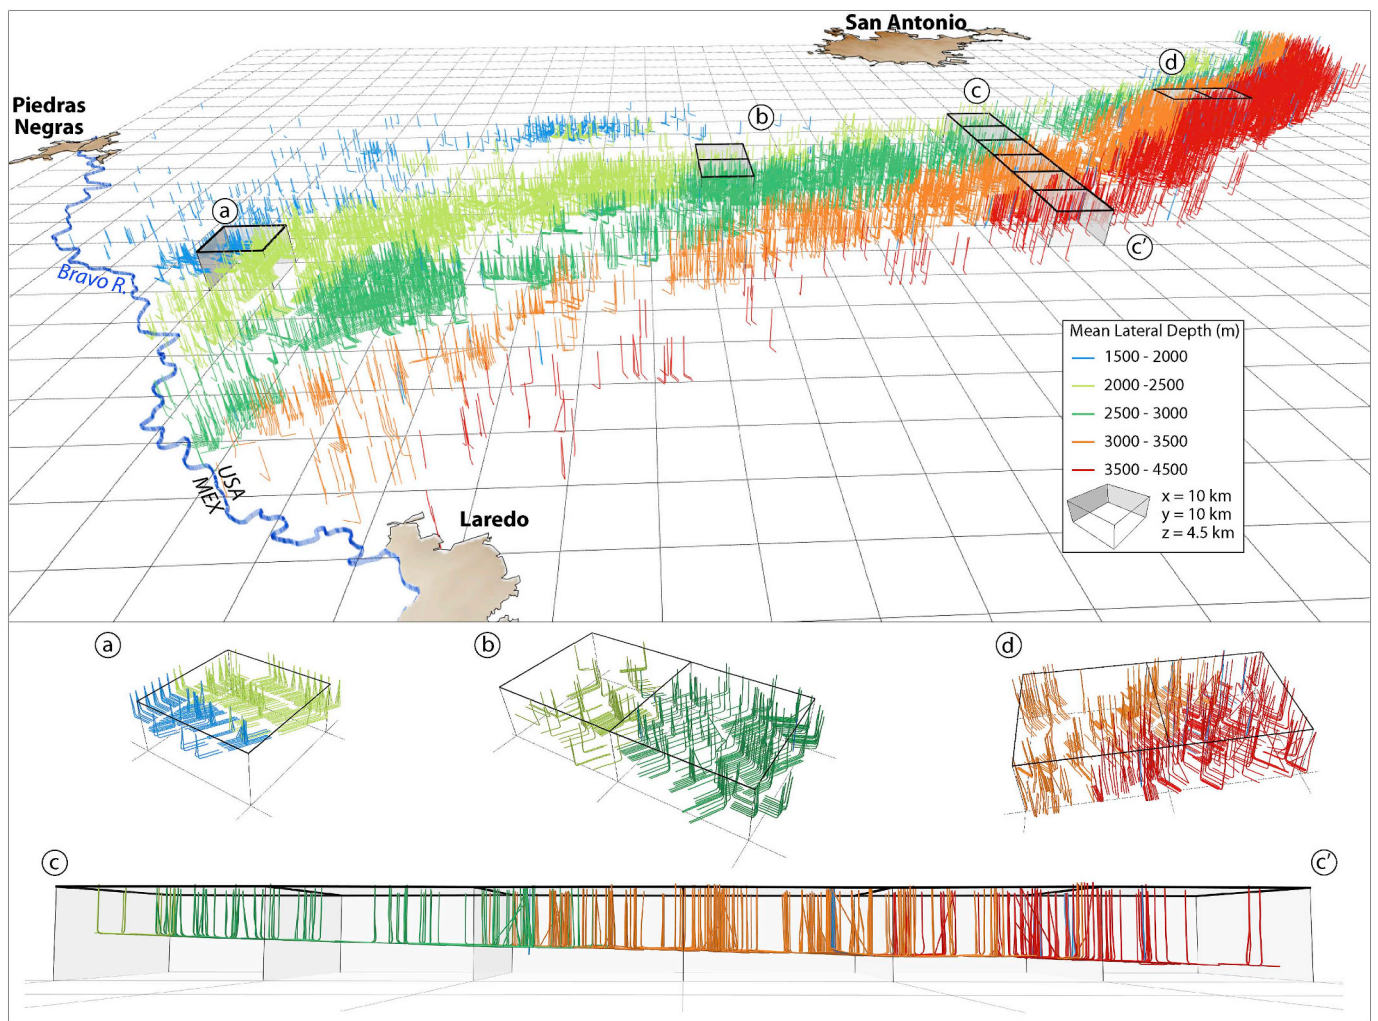 San Antonio
Piedras
Negras
d
c
b
a
c′
Bravo R.
USA
MEX
Laredo
Mean Lateral Depth (m)
1500 - 2000
2000 -2500
2500 - 3000
3000 - 3500
3500 - 4500
x = 10 km
y = 10 km
z = 4.5 km
a
b
d
c
c′